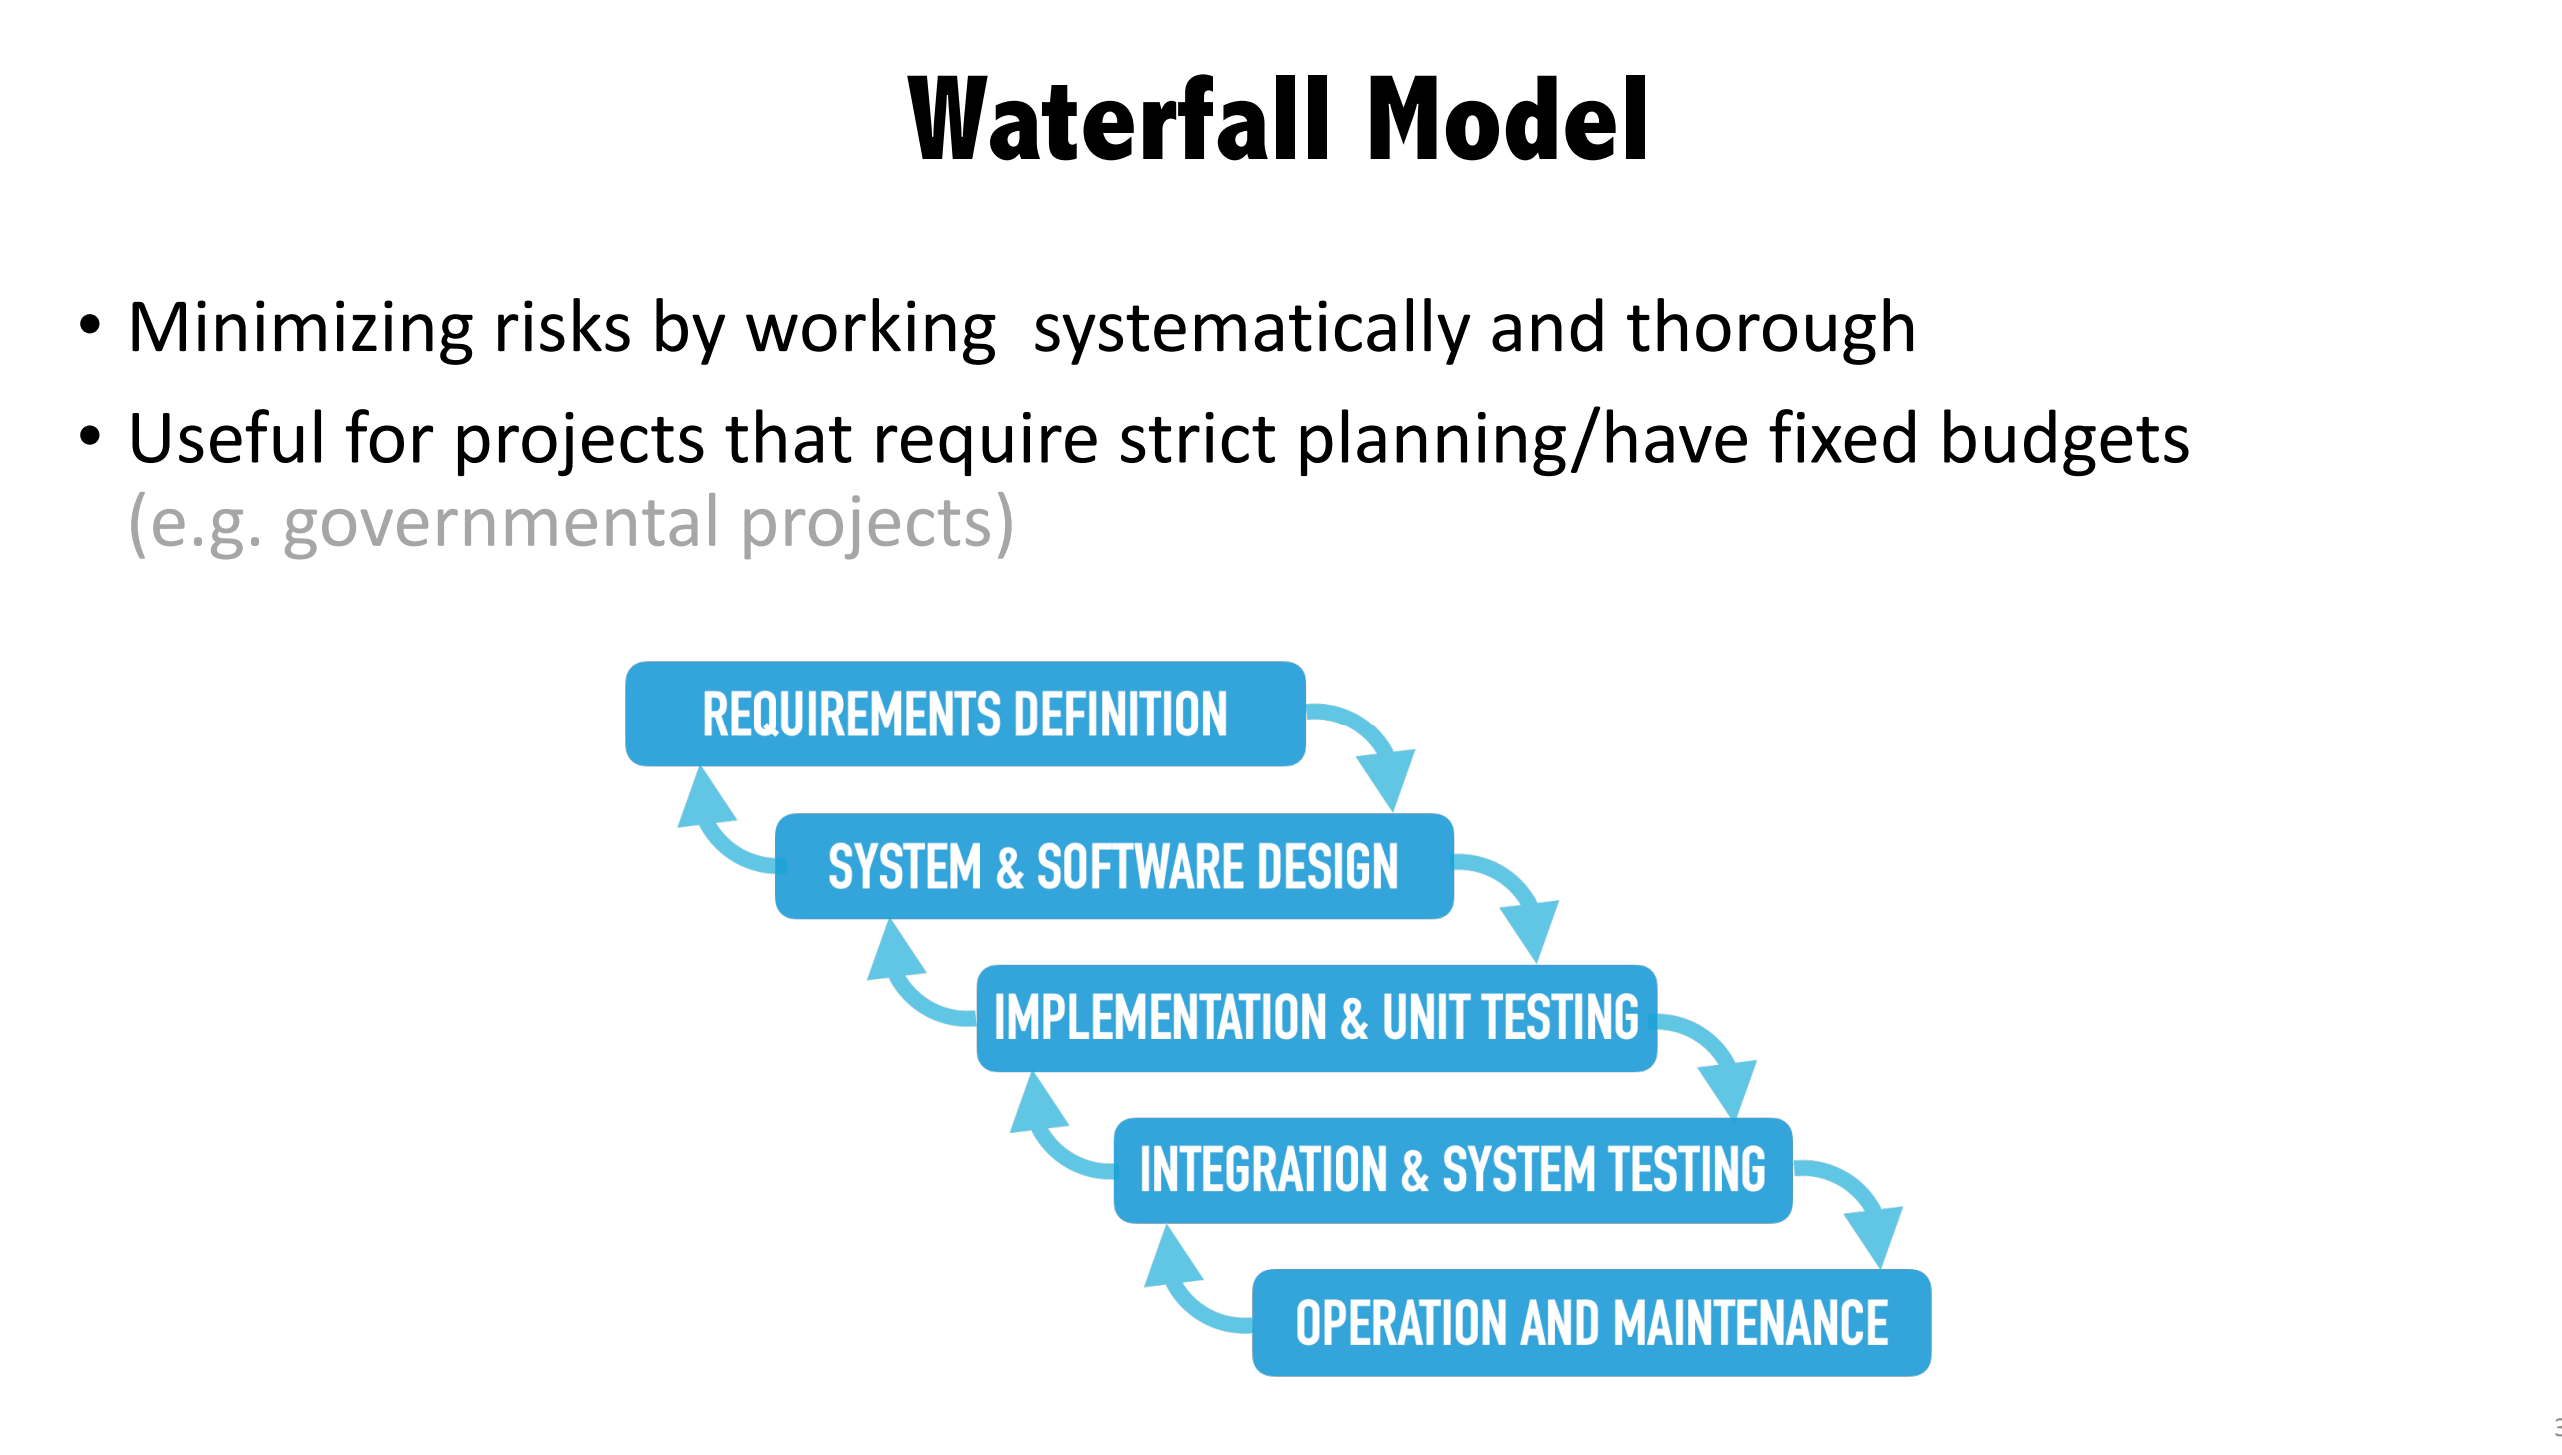 Waterfall Model
• Minimizing risks by working  systematically and thorough
• Useful for projects that require strict planning/have fixed budgets
(e.g. governmental projects)
REQUIREMENTS DEFINITION
SYSTEM & SOFTWARE DESIGN
IMPLEMENTATION & UNIT TESTING
INTEGRATION & SYSTEM TESTING
OPERATION AND MAINTENANCE